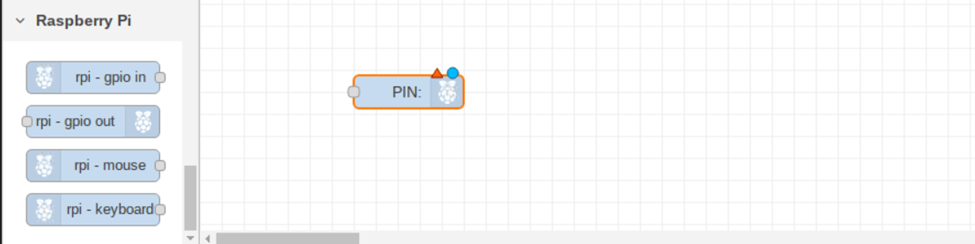 Raspberry Pi
rpi - gpio in
rpi - gpio out
rpi - mouse
rpi - keyboard
PIN: